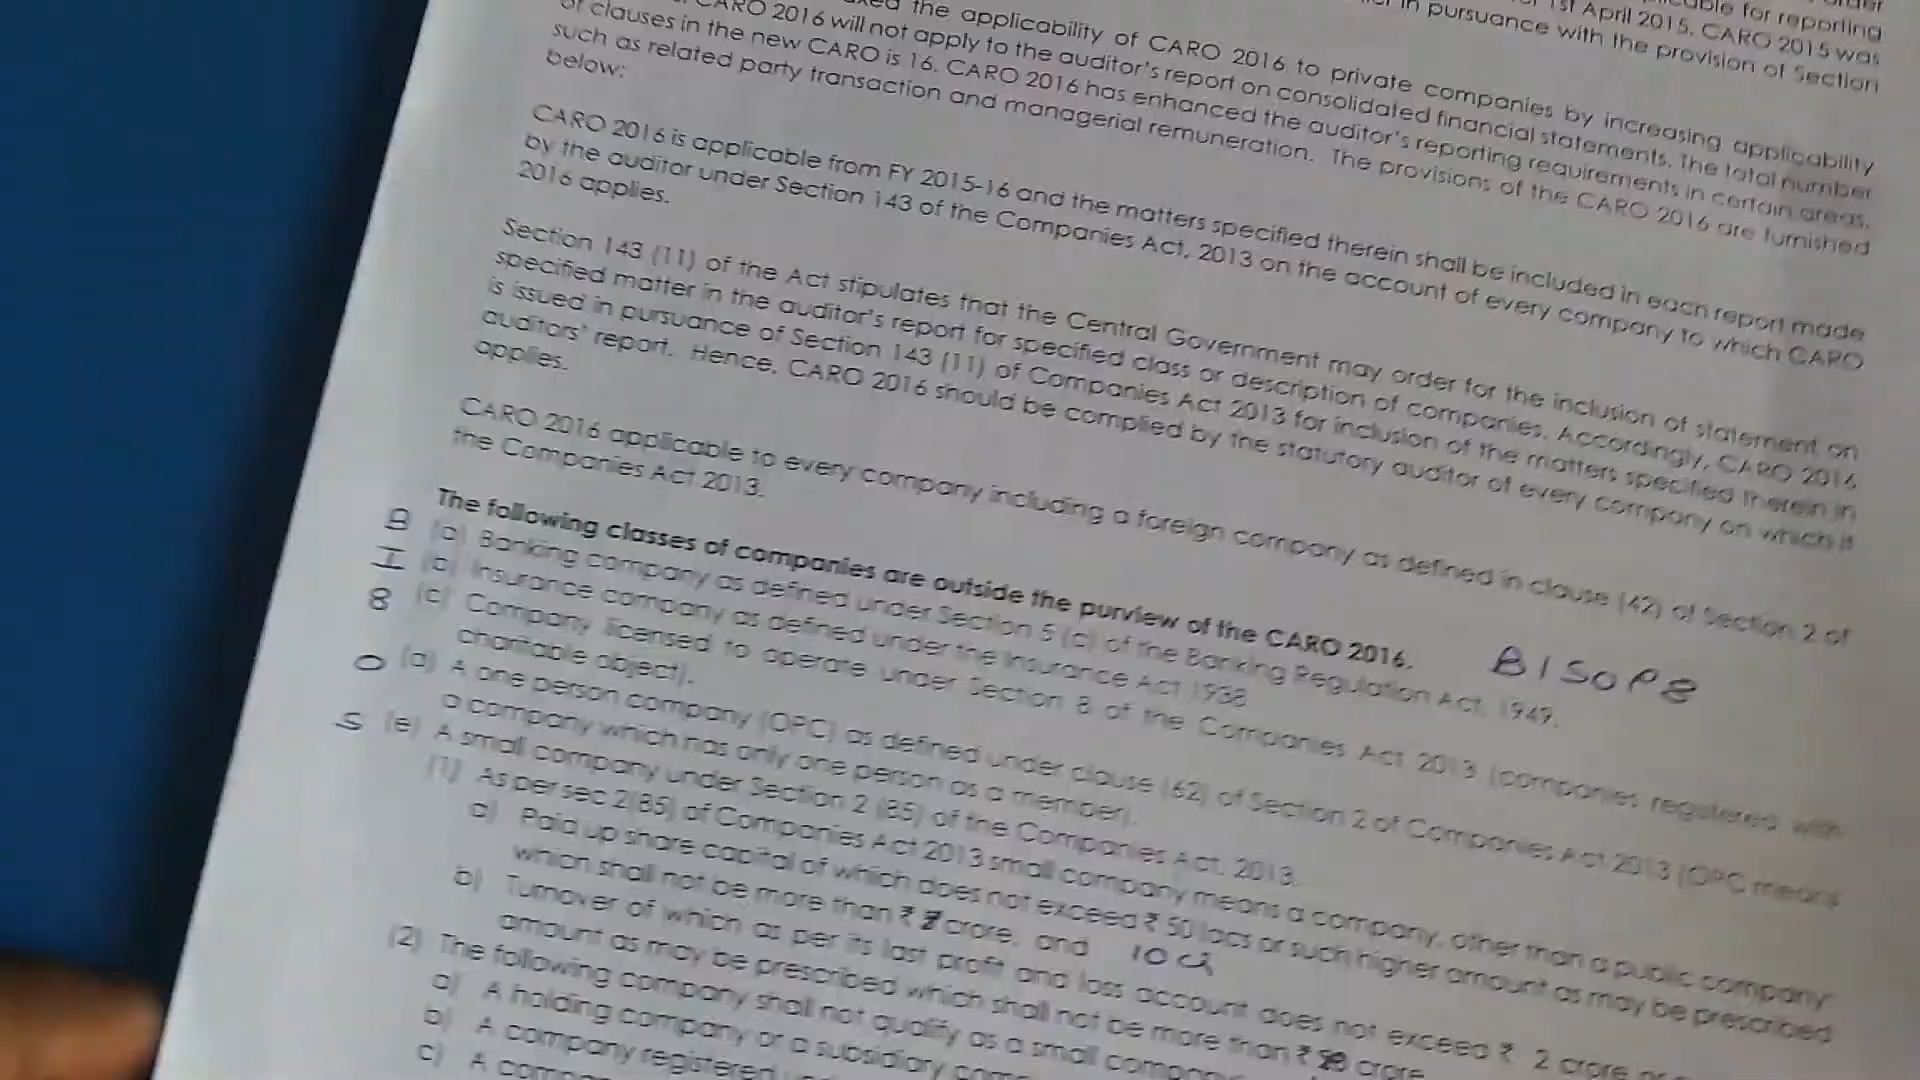 the applicability of CARO 2016 to private companies by increasing applicability
CARO 2016 will not apply to the auditor's report on consolidated financial statements. The total number
of clauses in the new CARO is 16. CARO 2016 has enhanced the auditor's reporting requirements in certain areas,
such as related party transaction and managerial remuneration. The provisions of the CARO 2016 are furnished
below:
1st April 2015. CARO 2015 was
in pursuance with the provision of Section
CARO 2016 is applicable from FY 2015-16 and the matters specified therein shall be included in each report made
by the auditor under Section 143 of the Companies Act, 2013 on the account of every company to which CARO
2016 applies.
Section 143 (11) of the Act stipulates that the Central Government may order for the inclusion of statement on
specified matter in the auditor's report for specified class or description of companies. Accordingly, CARO 2016
is issued in pursuance of Section 143 (11) of Companies Act 2013 for inclusion of the matters specified therein in
auditors' report. Hence, CARO 2016 should be complied by the statutory auditor of every company on which it
applies.
CARO 2016 applicable to every company including a foreign company as defined in clause (42) of Section 2 of
the Companies Act 2013.
The following classes of companies are outside the purview of the CARO 2016.
B (a) Banking company as defined under Section 5 (c) of the Banking Regulation Act, 1949.
BISOP8
I (b) Insurance company as defined under the Insurance Act 1938
8 (c) Company licensed to operate under Section 8 of the Companies Act 2013 (companies registered with
charitable object).
O (d) A one person company (OPC) as defined under clause (62) of Section 2 of Companies Act 2013 (OPC means
a company which has only one person as a member).
S (e) A small company under Section 2 (85) of the Companies Act, 2013.
(1) As per sec 2(85) of Companies Act 2013 small company means a company, other than a public company
a) Paid up share capital of which does not exceed ₹ 50 lacs or such higher amount as may be prescribed
which shall not be more than ₹ crore, and 10 cr
b) Turnover of which as per its last profit and loss account does not exceed ₹ 2 crore or
amount as may be prescribed which shall not be more than ₹ crore
(2) The following company shall not qualify as a small company
a) A holding company or a subsidiary
b) A company registered
c) A